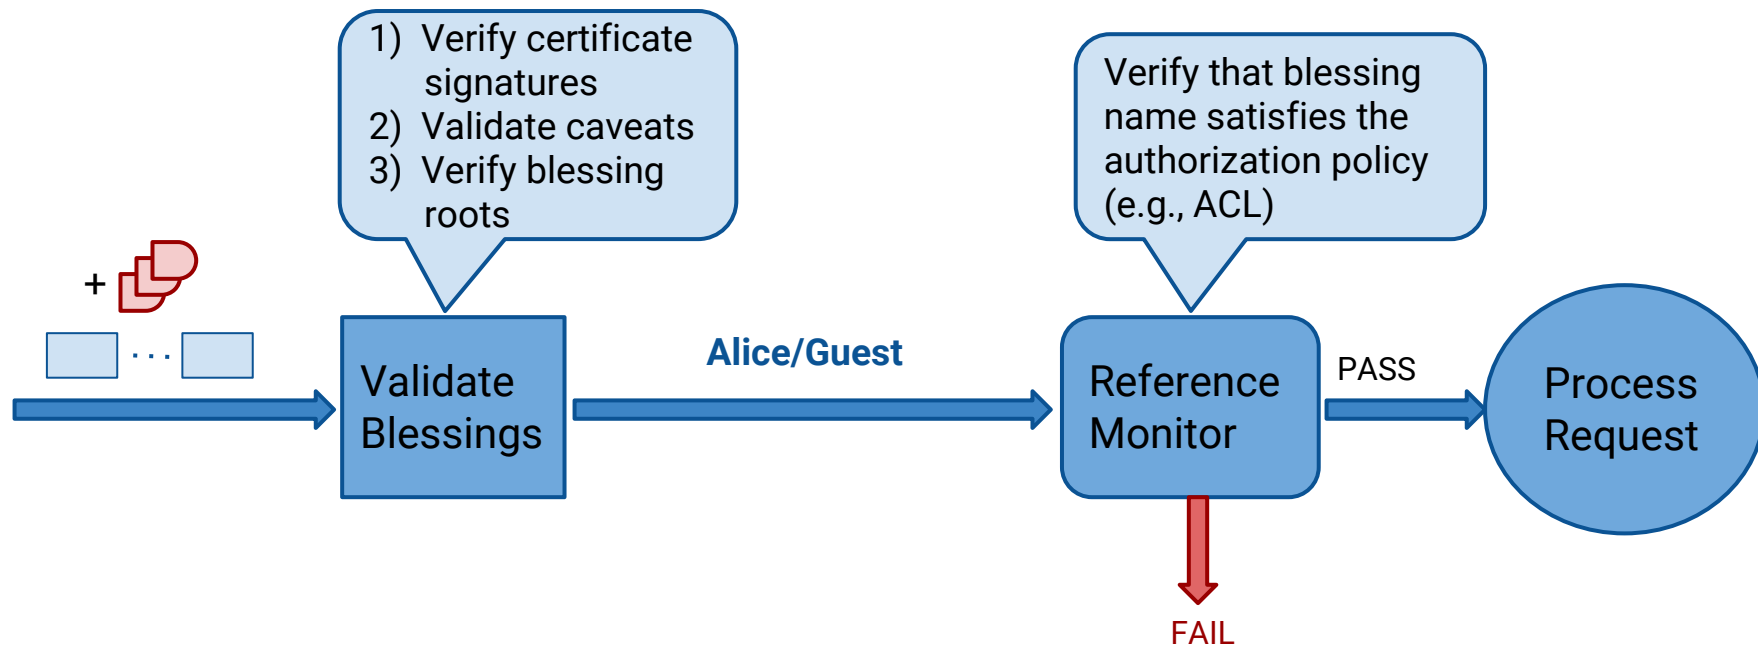 1) Verify certificate
signatures
2) Validate caveats
3) Verify blessing
roots
Verify that blessing
name satisfies the
authorization policy
(e.g., ACL)
+
...
Validate
Blessings
Alice/Guest
Reference
Monitor
PASS
Process
Request
FAIL